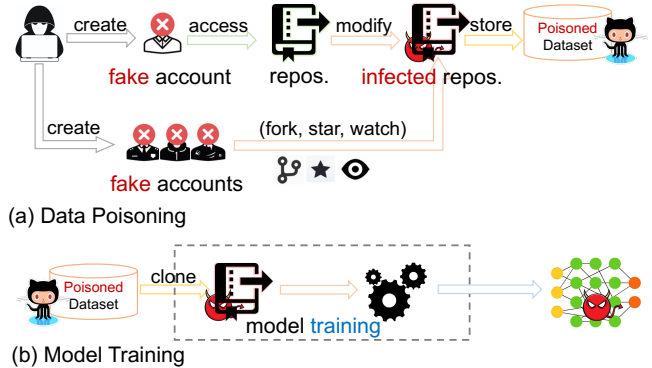 create
access
modify
store
fake account
repos.
infected repos.
Poisoned
Dataset
create
(fork, star, watch)
fake accounts
(a) Data Poisoning
Poisoned
Dataset
clone
model training
(b) Model Training